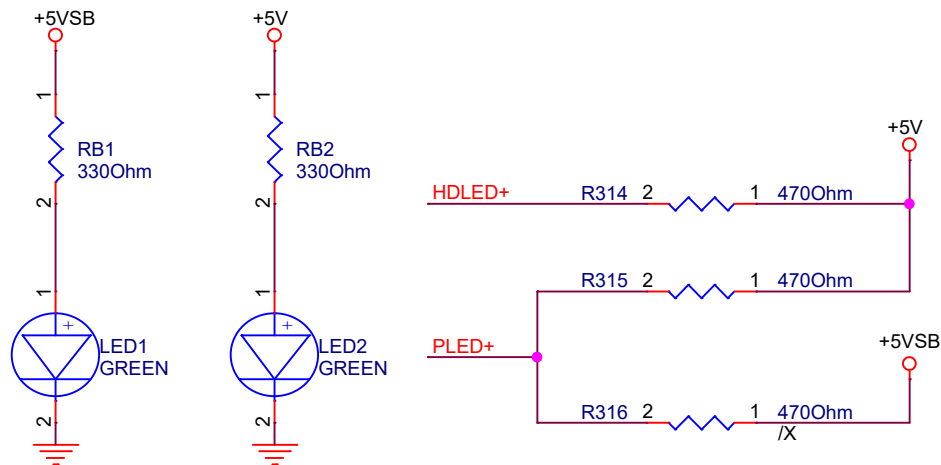 +5VSB
+5V
1
1
RB1
330Ohm
RB2
330Ohm
2
2
+5V
HDLED+
R314 2 1 470Ohm
1
1
R315 2 1 470Ohm
+
LED1
GREEN
+
LED2
GREEN
PLED+
+5VSB
2
2
R316 2 1 470Ohm
/X